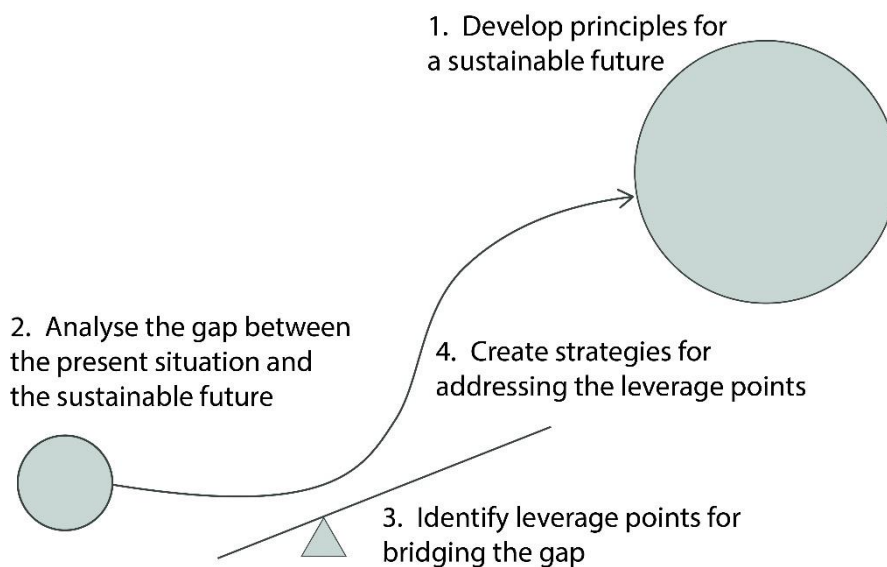 1. Develop principles for
a sustainable future
2. Analyse the gap between
the present situation and
the sustainable future
4. Create strategies for
addressing the leverage points
3. Identify leverage points for
bridging the gap